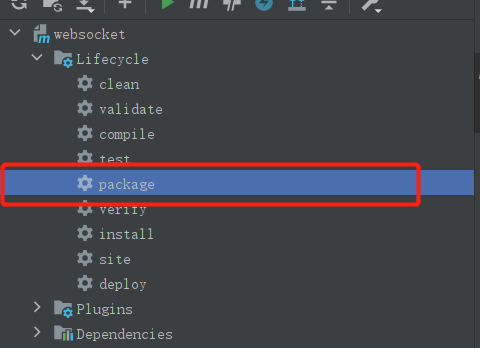 websocket
Lifecycle
clean
validate
compile
test
package
verify
install
site
deploy
Plugins
Dependencies